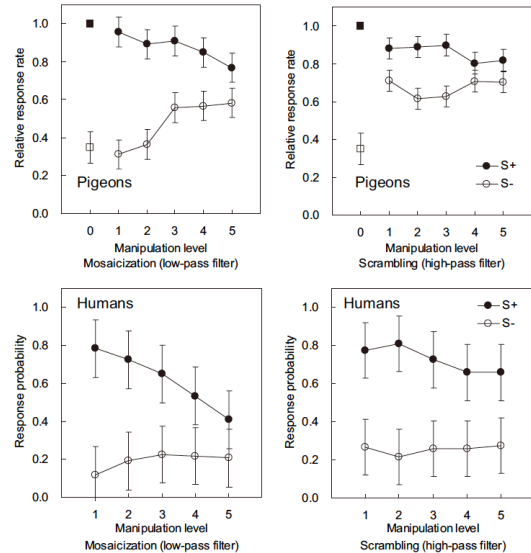 Relative response rate
1.0
0.8
0.6
0.4
0.2
0.0
Pigeons
0 1 2 3 4 5
Manipulation level
Mosaicization (low-pass filter)
Relative response rate
1.0
0.8
0.6
0.4
0.2
0.0
S+
S-
Pigeons
0 1 2 3 4 5
Manipulation level
Scrambling (high-pass filter)
Response probability
1.0
0.8
0.6
0.4
0.2
0.0
Humans
1 2 3 4 5
Manipulation level
Mosaicization (low-pass filter)
Response probability
1.0
0.8
0.6
0.4
0.2
0.0
Humans
S+
S-
1 2 3 4 5
Manipulation level
Scrambling (high-pass filter)